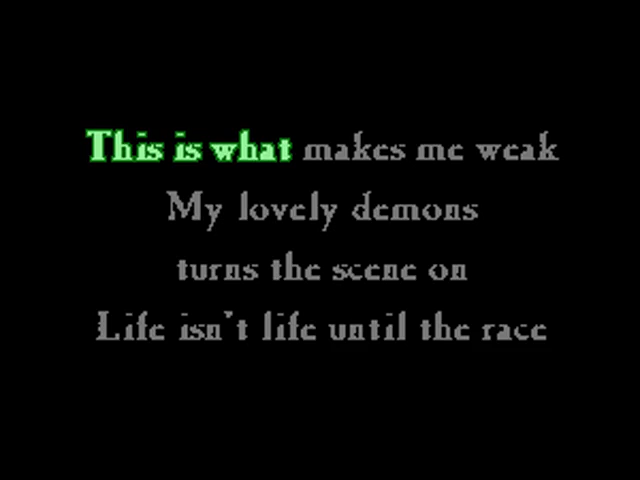 This is what makes me weak
My lovely demons
turns the scene on
Life isn't life until the race